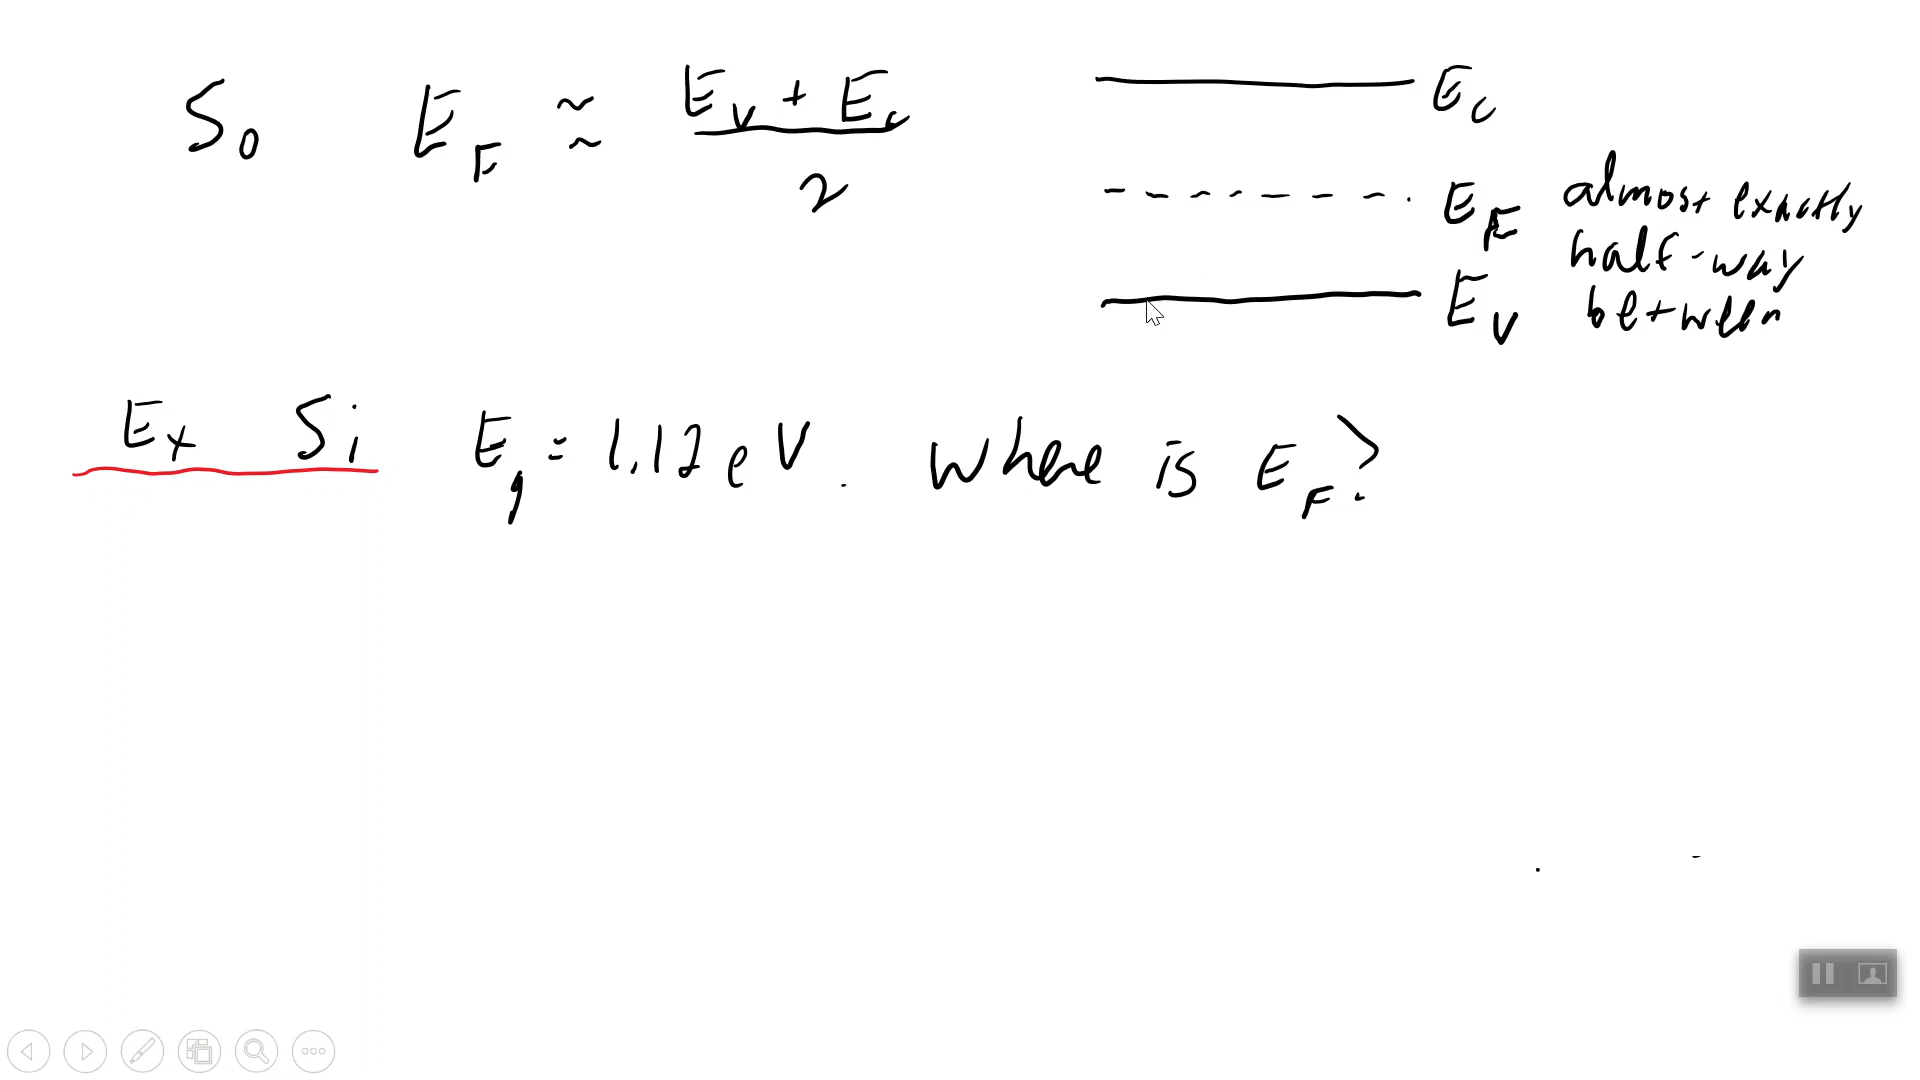 So E_F ≈ (E_V + E_c)/2
E_c
E_F almost exactly
half-way
between
E_V
Ex Si E_g = 1.12 eV. Where is E_F?